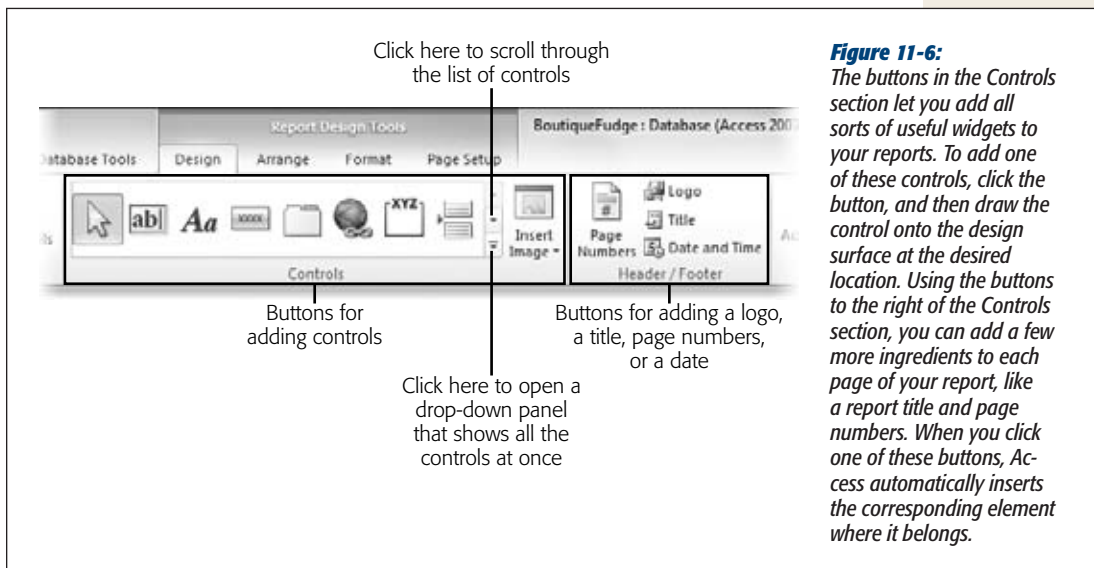 Click here to scroll through
the list of controls
Report Design Tools
BoutiqueFudge : Database (Access 2007
Database Tools
Design
Arrange
Format
Page Setup
ab|
Aa
XXXX
XYZ
Insert
Image
Controls
#
Page
Numbers
Logo
Title
Date and Time
Header / Footer
Buttons for
adding controls
Buttons for adding a logo,
a title, page numbers,
or a date
Click here to open a
drop-down panel
that shows all the
controls at once
Figure 11-6:
The buttons in the Controls
section let you add all
sorts of useful widgets to
your reports. To add one
of these controls, click the
button, and then draw the
control onto the design
surface at the desired
location. Using the buttons
to the right of the Controls
section, you can add a few
more ingredients to each
page of your report, like
a report title and page
numbers. When you click
one of these buttons, Ac-
cess automatically inserts
the corresponding element
where it belongs.